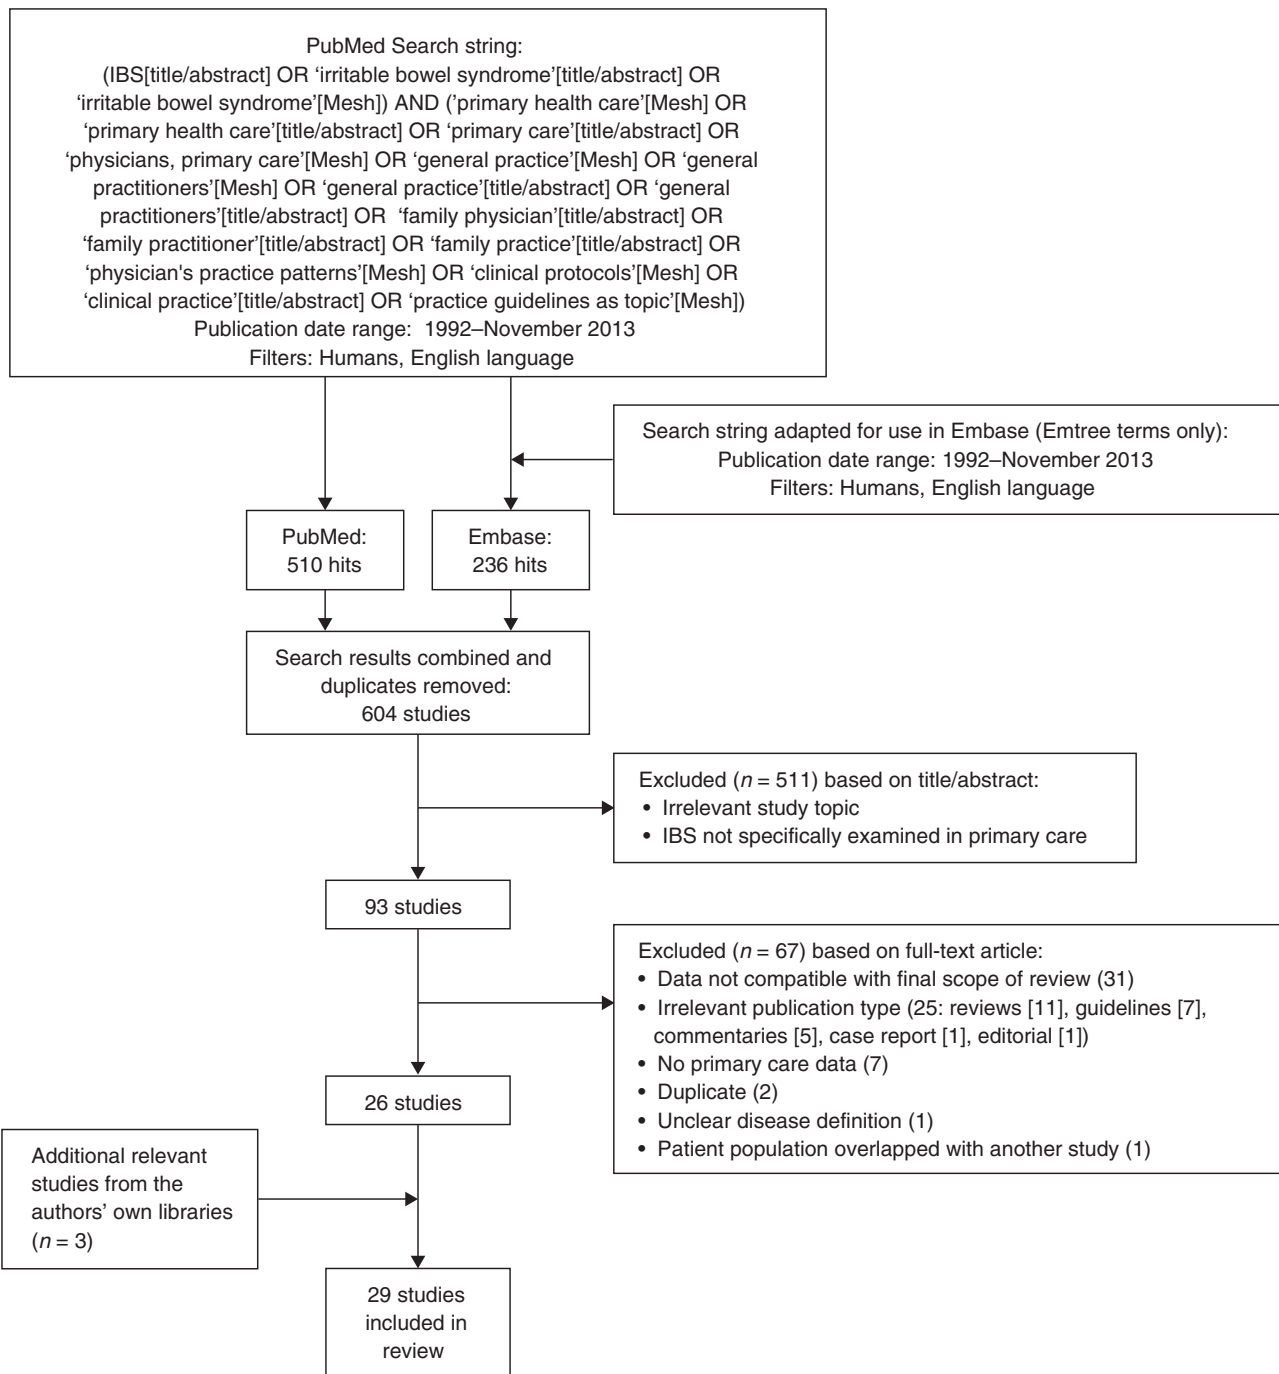 PubMed Search string:
(IBS[title/abstract] OR ‘irritable bowel syndrome’[title/abstract] OR
‘irritable bowel syndrome’[Mesh]) AND (’primary health care’[Mesh] OR
‘primary health care’[title/abstract] OR ‘primary care’[title/abstract] OR
‘physicians, primary care’[Mesh] OR ‘general practice’[Mesh] OR ‘general
practitioners’[Mesh] OR ‘general practice’[title/abstract] OR ‘general
practitioners’[title/abstract] OR ‘family physician’[title/abstract] OR
‘family practitioner’[title/abstract] OR ‘family practice’[title/abstract] OR
‘physician's practice patterns’[Mesh] OR ‘clinical protocols’[Mesh] OR
‘clinical practice’[title/abstract] OR ‘practice guidelines as topic’[Mesh])
Publication date range: 1992–November 2013
Filters: Humans, English language
Search string adapted for use in Embase (Emtree terms only):
Publication date range: 1992–November 2013
Filters: Humans, English language
PubMed:
510 hits
Embase:
236 hits
Search results combined and
duplicates removed:
604 studies
Excluded (n = 511) based on title/abstract:
• Irrelevant study topic
• IBS not specifically examined in primary care
93 studies
Excluded (n = 67) based on full-text article:
• Data not compatible with final scope of review (31)
• Irrelevant publication type (25: reviews [11], guidelines [7],
commentaries [5], case report [1], editorial [1])
• No primary care data (7)
• Duplicate (2)
• Unclear disease definition (1)
• Patient population overlapped with another study (1)
26 studies
Additional relevant
studies from the
authors’ own libraries
(n = 3)
29 studies
included in
review